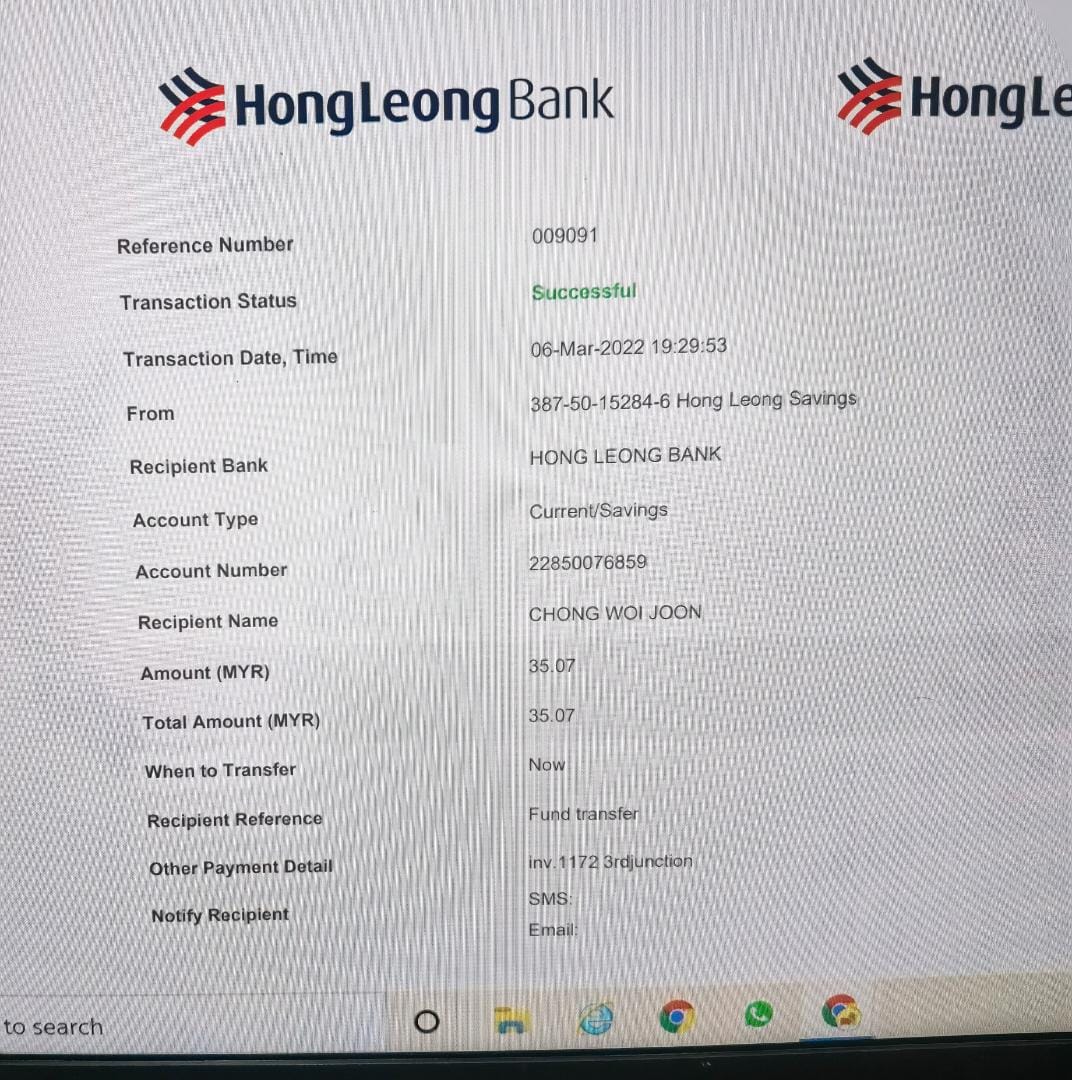 HongLeong Bank
HongLe
Reference Number 009091
Transaction Status Successful
Transaction Date, Time 06-Mar-2022 19:29:53
From 387-50-15284-6 Hong Leong Savings
Recipient Bank HONG LEONG BANK
Account Type Current/Savings
Account Number 22850076859
Recipient Name CHONG WOI JOON
Amount (MYR) 35.07
Total Amount (MYR) 35.07
When to Transfer Now
Recipient Reference Fund transfer
Other Payment Detail inv.1172 3rdjunction
Notify Recipient SMS:
Email:
to search